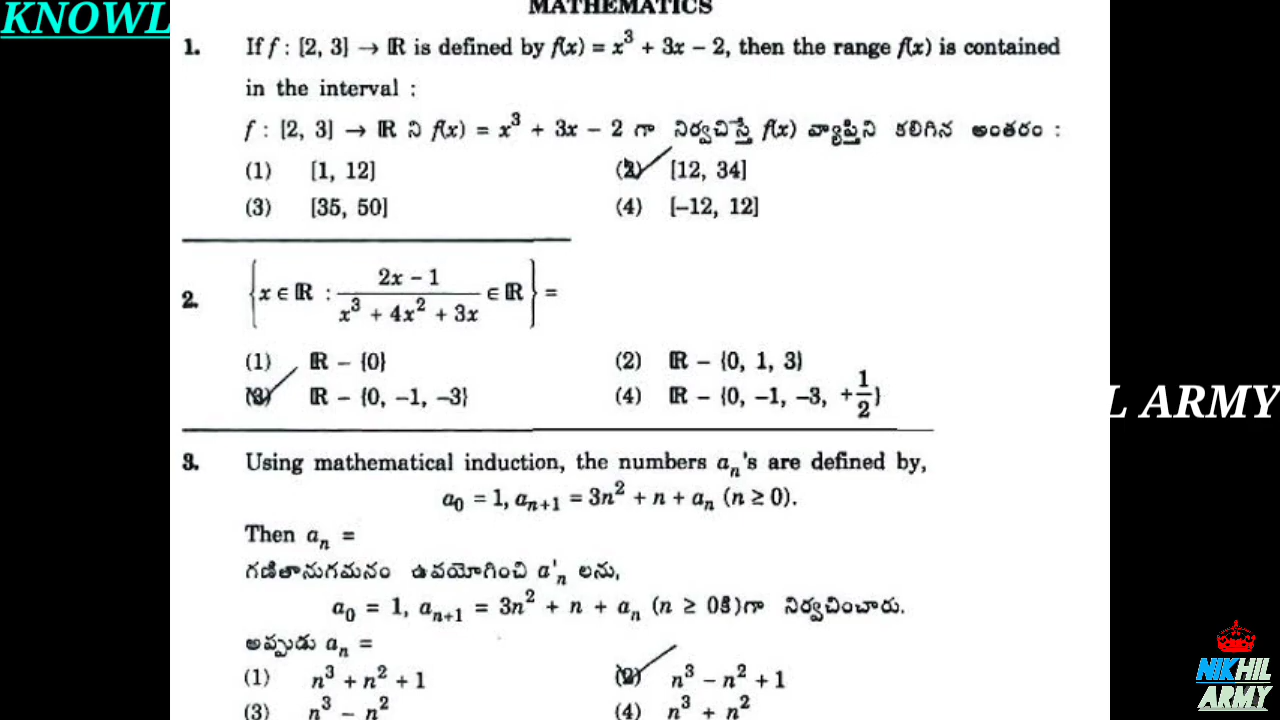 KNOWL
MATHEMATICS
1. If f : [2, 3] → ℝ is defined by f(x) = x³ + 3x − 2, then the range f(x) is contained
in the interval :
f : [2, 3] → ℝ ని f(x) = x³ + 3x − 2 గా నిర్వచిస్తే f(x) వ్యాప్తిని కలిగిన అంతరం :
(1) [1, 12] (2) [12, 34]
(3) [35, 50] (4) [−12, 12]
2. {x ∈ ℝ : (2x − 1)/(x³ + 4x² + 3x) ∈ ℝ} =
(1) ℝ − {0} (2) ℝ − {0, 1, 3}
(3) ℝ − {0, −1, −3} (4) ℝ − {0, −1, −3, +1/2}
L ARMY
3. Using mathematical induction, the numbers aₙ's are defined by,
a₀ = 1, aₙ₊₁ = 3n² + n + aₙ (n ≥ 0).
Then aₙ =
గణితానుగమనం ఉపయోగించి a'ₙ లను,
a₀ = 1, aₙ₊₁ = 3n² + n + aₙ (n ≥ 0కి)గా నిర్వచించారు.
అప్పుడు aₙ =
(1) n³ + n² + 1 (2) n³ − n² + 1
(3) n³ − n² (4) n³ + n²
NIKHIL
ARMY